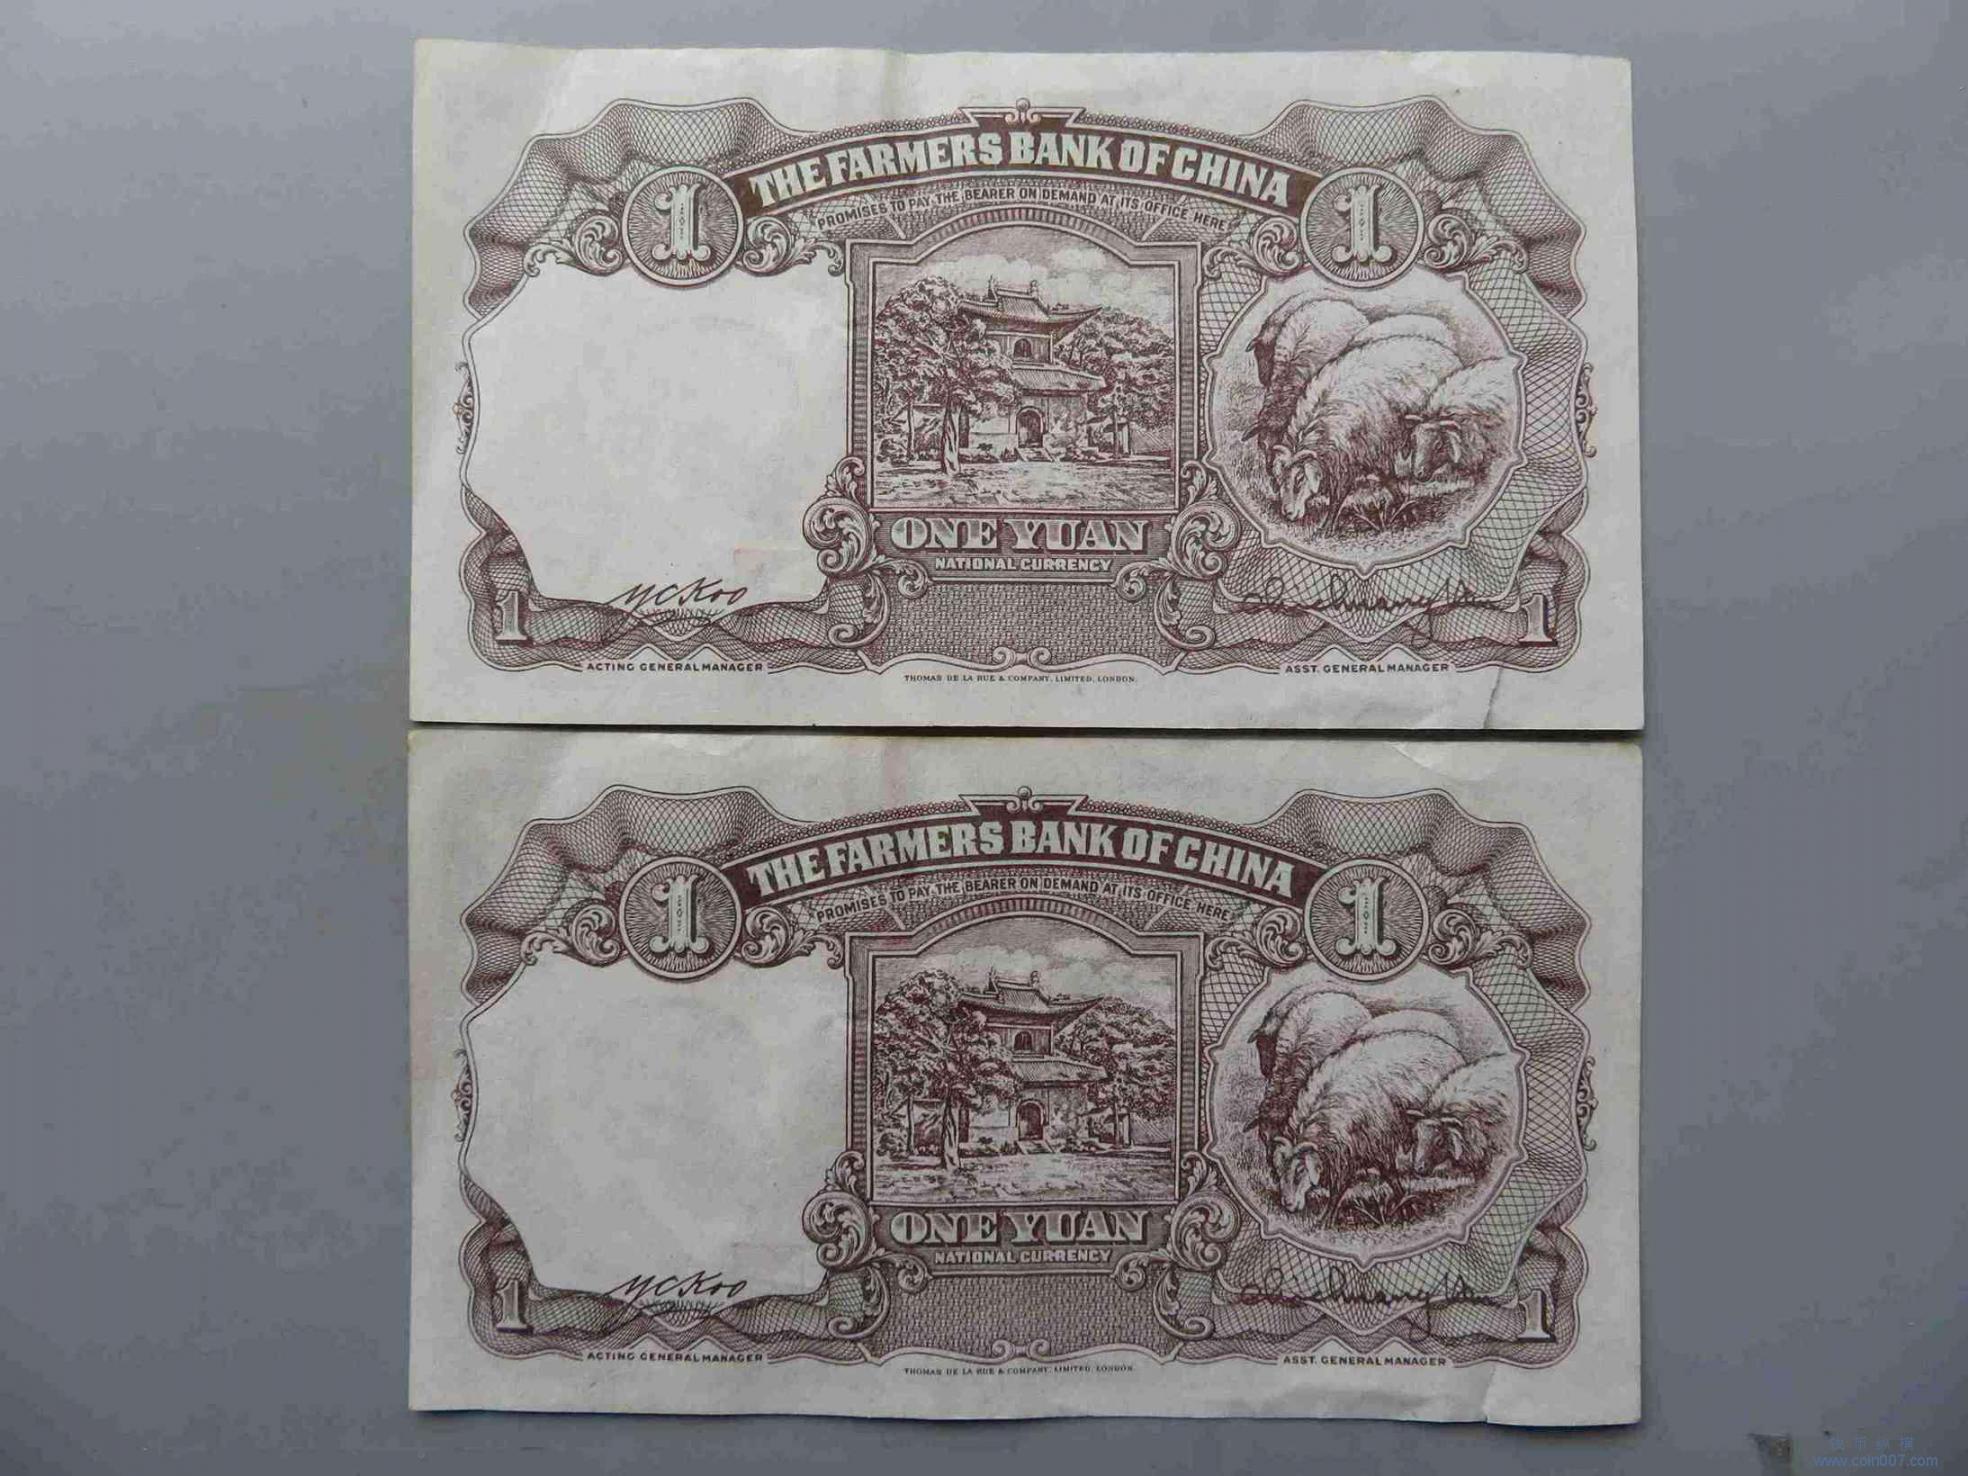 THE FARMERS BANK OF CHINA
PROMISES TO PAY THE BEARER ON DEMAND AT ITS OFFICE HERE
1
1
ONE YUAN
NATIONAL CURRENCY
Y C Koo
1
1
ACTING GENERAL MANAGER
ASST. GENERAL MANAGER
THOMAS DE LA RUE & COMPANY, LIMITED, LONDON.
THE FARMERS BANK OF CHINA
PROMISES TO PAY THE BEARER ON DEMAND AT ITS OFFICE HERE
1
1
ONE YUAN
NATIONAL CURRENCY
Y C Koo
1
1
ACTING GENERAL MANAGER
ASST. GENERAL MANAGER
THOMAS DE LA RUE & COMPANY, LIMITED, LONDON.
www.coin007.com